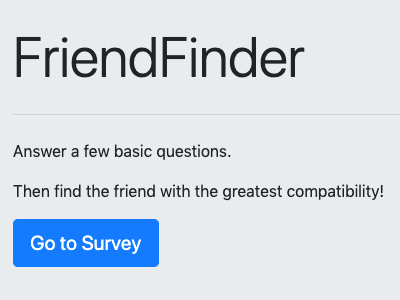 FriendFinder
Answer a few basic questions.
Then find the friend with the greatest compatibility!
Go to Survey